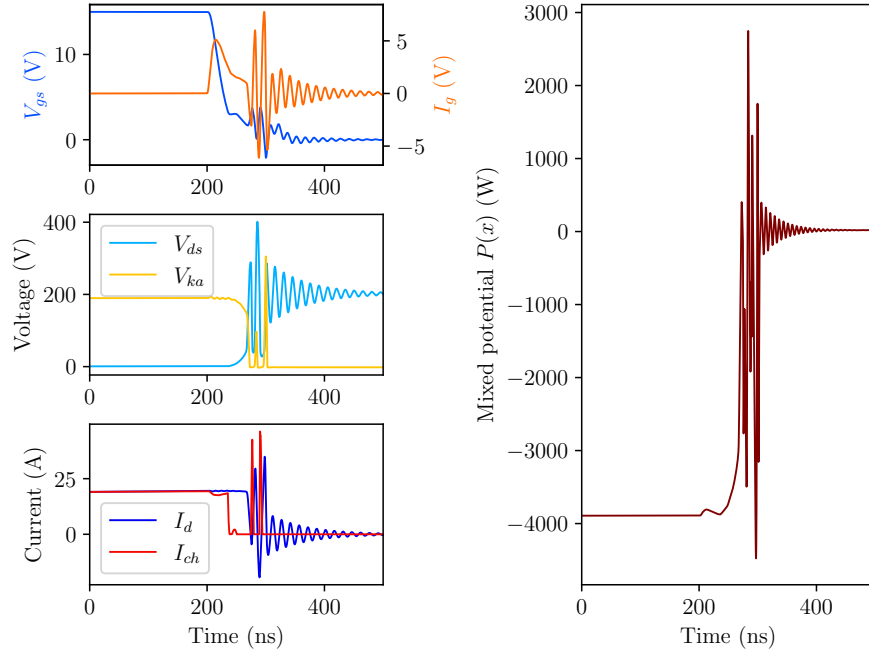 V_gs (V)
15
10
0
5
0
−5
I_g (V)
0
200
400
Voltage (V)
400
200
0
V_ds
V_ka
0
200
400
Current (A)
25
0
I_d
I_ch
0
200
400
Time (ns)
Mixed potential P(x) (W)
3000
2000
1000
0
−1000
−2000
−3000
−4000
0
200
400
Time (ns)